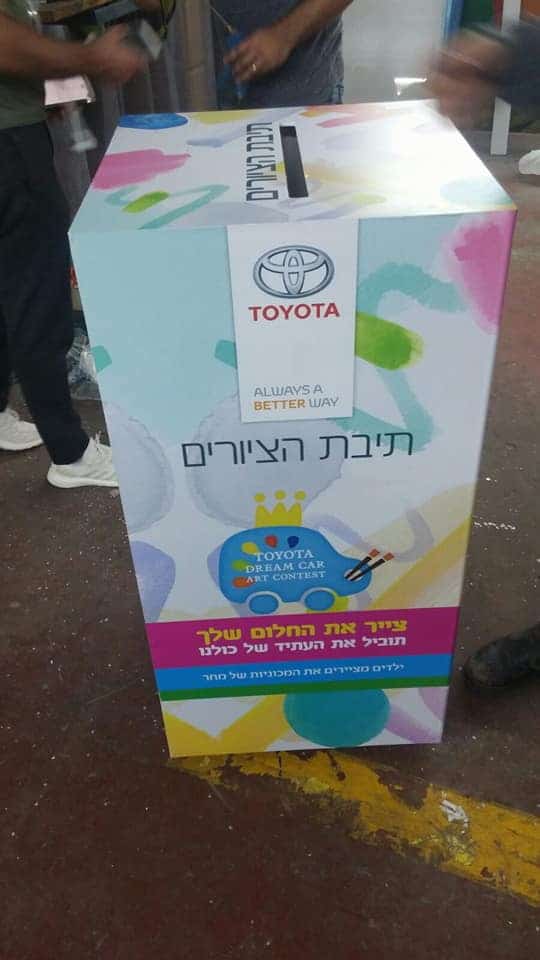 תיבת הציורים
TOYOTA
ALWAYS A
BETTER WAY
תיבת הציורים
TOYOTA
DREAM CAR
ART CONTEST
צייר את החלום שלך
תוביל את העתיד של כולנו
ילדים מציירים את המכוניות של מחר